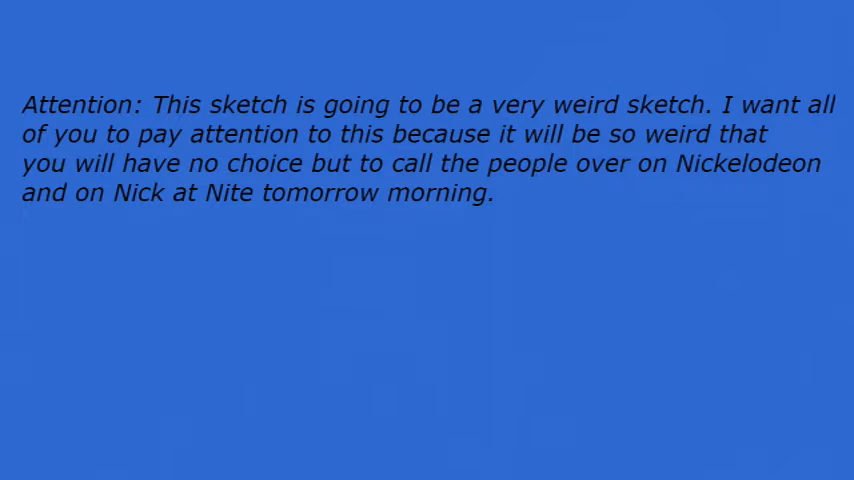 Attention: This sketch is going to be a very weird sketch. I want all
of you to pay attention to this because it will be so weird that
you will have no choice but to call the people over on Nickelodeon
and on Nick at Nite tomorrow morning.